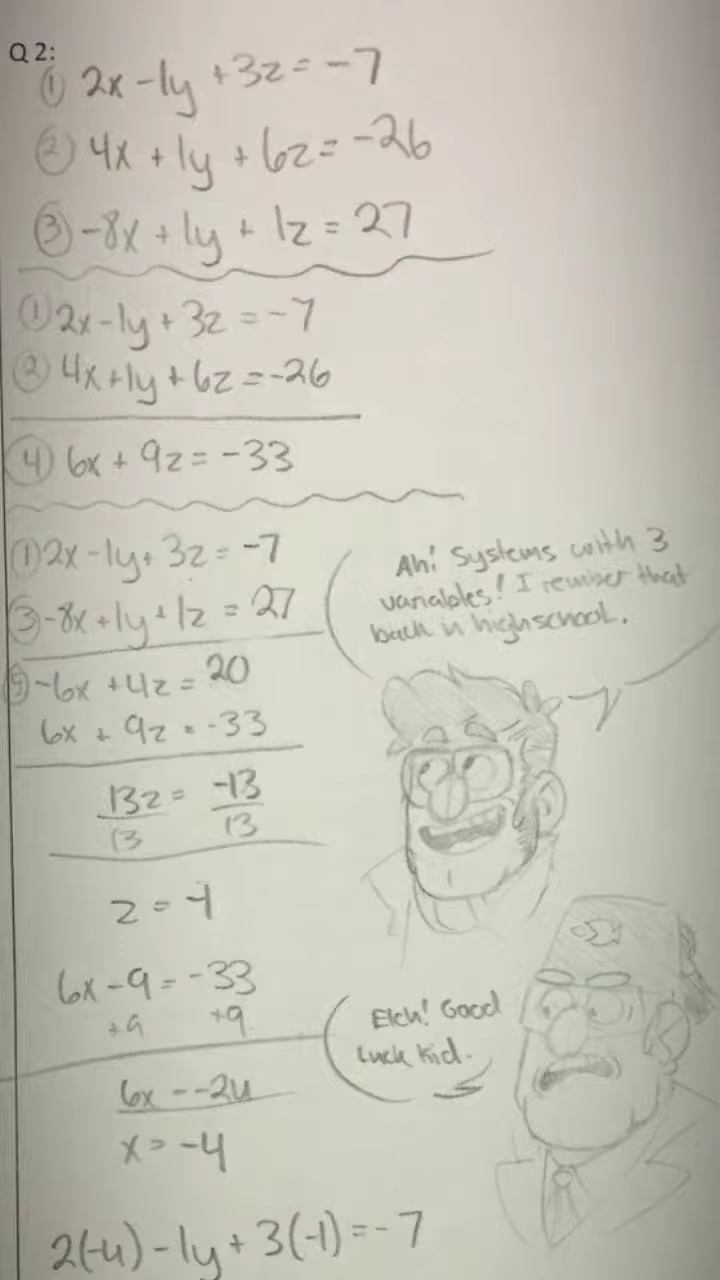 Q2:
① 2x - 1y + 3z = -7
② 4x + 1y + 6z = -26
③ -8x + 1y + 1z = 27
① 2x - 1y + 3z = -7
② 4x + 1y + 6z = -26
④ 6x + 9z = -33
① 2x - 1y + 3z = -7
③ -8x + 1y + 1z = 27
⑤ -6x + 4z = 20
6x + 9z = -33
13z = -13
13 13
z = -1
6x - 9 = -33
+9 +9
6x = -24
x = -4
2(-4) - 1y + 3(-1) = -7
Ah! Systems with 3
variables! I
that
back in highschool.
Good
Luck kid.